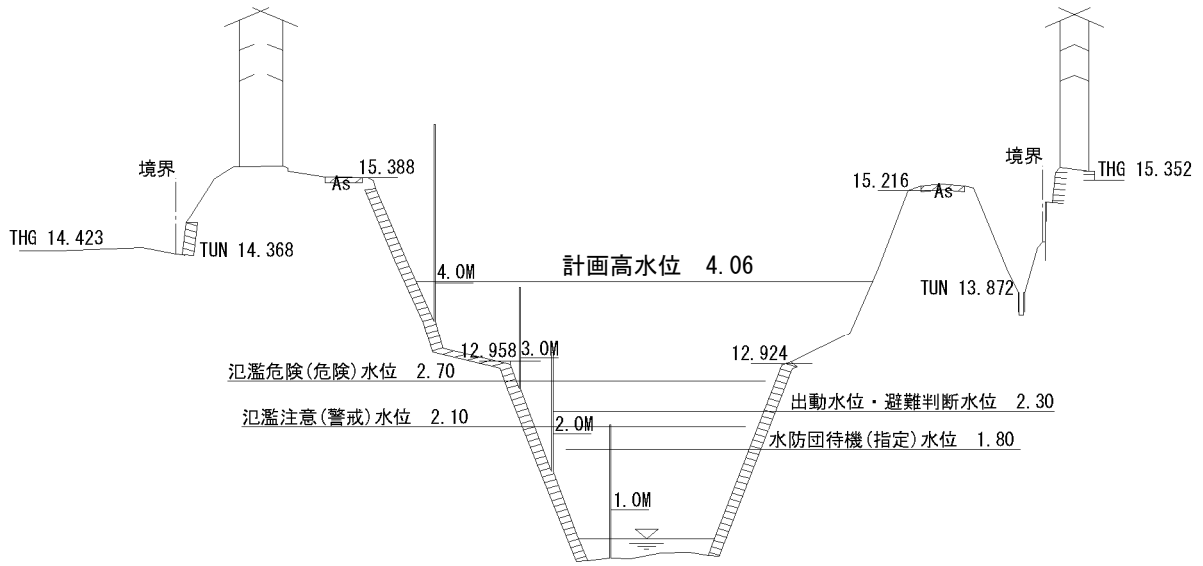 境界
15.388
As
THG 14.423
TUN 14.368
4.0M
計画高水位 4.06
15.216
As
境界
THG 15.352
TUN 13.872
12.958
3.0M
12.924
氾濫危険(危険)水位 2.70
出動水位・避難判断水位 2.30
氾濫注意(警戒)水位 2.10
2.0M
水防団待機(指定)水位 1.80
1.0M